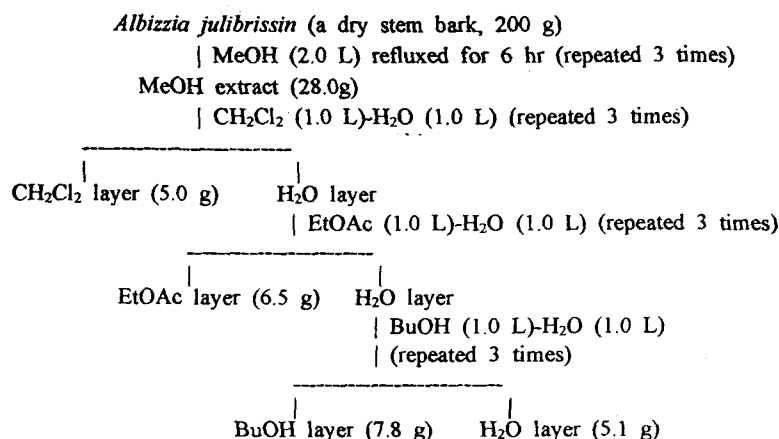 Albizzia julibrissin (a dry stem bark, 200 g)
| MeOH (2.0 L) refluxed for 6 hr (repeated 3 times)
MeOH extract (28.0g)
| CH₂Cl₂ (1.0 L)-H₂O (1.0 L) (repeated 3 times)
CH₂Cl₂ layer (5.0 g) H₂O layer
| EtOAc (1.0 L)-H₂O (1.0 L) (repeated 3 times)
EtOAc layer (6.5 g) H₂O layer
| BuOH (1.0 L)-H₂O (1.0 L)
| (repeated 3 times)
BuOH layer (7.8 g) H₂O layer (5.1 g)